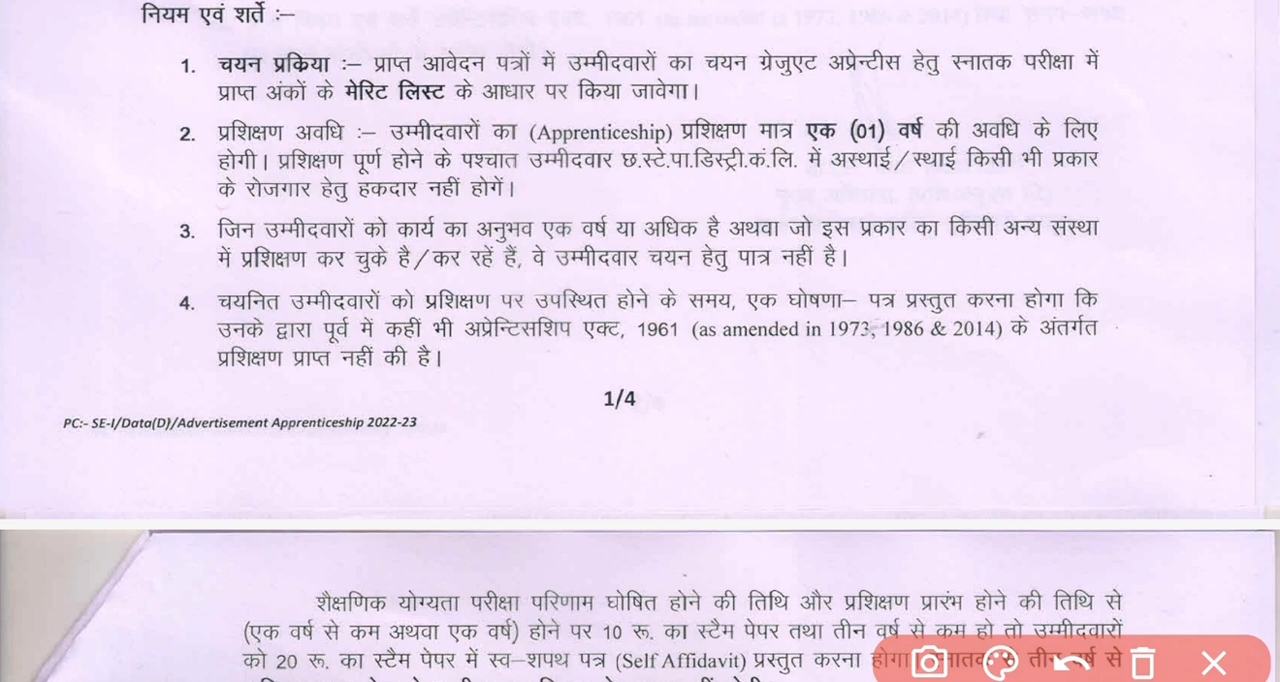 नियम एवं शर्ते :–
1. चयन प्रकिया :– प्राप्त आवेदन पत्रों में उम्मीदवारों का चयन ग्रेजुएट अप्रेन्टीस हेतु स्नातक परीक्षा में
प्राप्त अंकों के मेरिट लिस्ट के आधार पर किया जावेगा।
2. प्रशिक्षण अवधि :– उम्मीदवारों का (Apprenticeship) प्रशिक्षण मात्र एक (01) वर्ष की अवधि के लिए
होगी। प्रशिक्षण पूर्ण होने के पश्चात उम्मीदवार छ.स्टे.पा.डिस्ट्री.कं.लि. में अस्थाई/स्थाई किसी भी प्रकार
के रोजगार हेतु हकदार नहीं होगें।
3. जिन उम्मीदवारों को कार्य का अनुभव एक वर्ष या अधिक है अथवा जो इस प्रकार का किसी अन्य संस्था
में प्रशिक्षण कर चुके हैं/कर रहें हैं, वे उम्मीदवार चयन हेतु पात्र नहीं है।
4. चयनित उम्मीदवारों को प्रशिक्षण पर उपस्थित होने के समय, एक घोषणा– पत्र प्रस्तुत करना होगा कि
उनके द्वारा पूर्व में कहीं भी अप्रेन्टिसशिप एक्ट, 1961 (as amended in 1973, 1986 & 2014) के अंतर्गत
प्रशिक्षण प्राप्त नहीं की है।
1/4
PC:- SE-I/Data(D)/Advertisement Apprenticeship 2022-23
शैक्षणिक योग्यता परीक्षा परिणाम घोषित होने की तिथि और प्रशिक्षण प्रारंभ होने की तिथि से
(एक वर्ष से कम अथवा एक वर्ष) होने पर 10 रू. का स्टैम पेपर तथा तीन वर्ष से कम हो तो उम्मीदवारों
को 20 रू. का स्टैम पेपर में स्व–शपथ पत्र (Self Affidavit) प्रस्तुत करना होगा। स्नातक से तीन वर्ष से